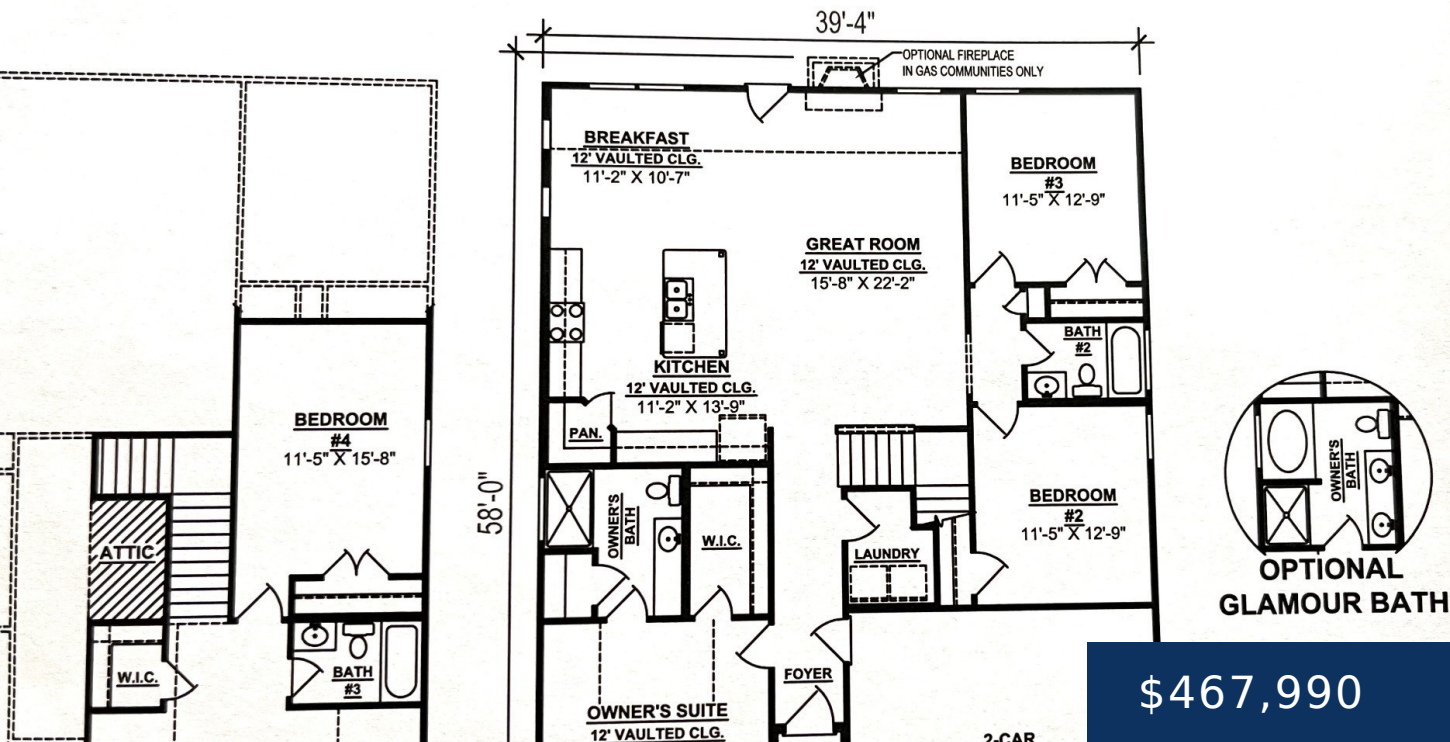 39'-4"
OPTIONAL FIREPLACE
IN GAS COMMUNITIES ONLY
BREAKFAST
12' VAULTED CLG.
11'-2" X 10'-7"
BEDROOM
#3
11'-5" X 12'-9"
GREAT ROOM
12' VAULTED CLG.
15'-8" X 22'-2"
BATH
#2
KITCHEN
12' VAULTED CLG.
11'-2" X 13'-9"
PAN.
BEDROOM
#4
11'-5" X 15'-8"
58'-0"
OWNER'S
BATH
W.I.C.
BEDROOM
#2
11'-5" X 12'-9"
LAUNDRY
ATTIC
OWNER'S
BATH
OPTIONAL
GLAMOUR BATH
W.I.C.
BATH
#3
FOYER
OWNER'S SUITE
12' VAULTED CLG.
2-CAR
$467,990